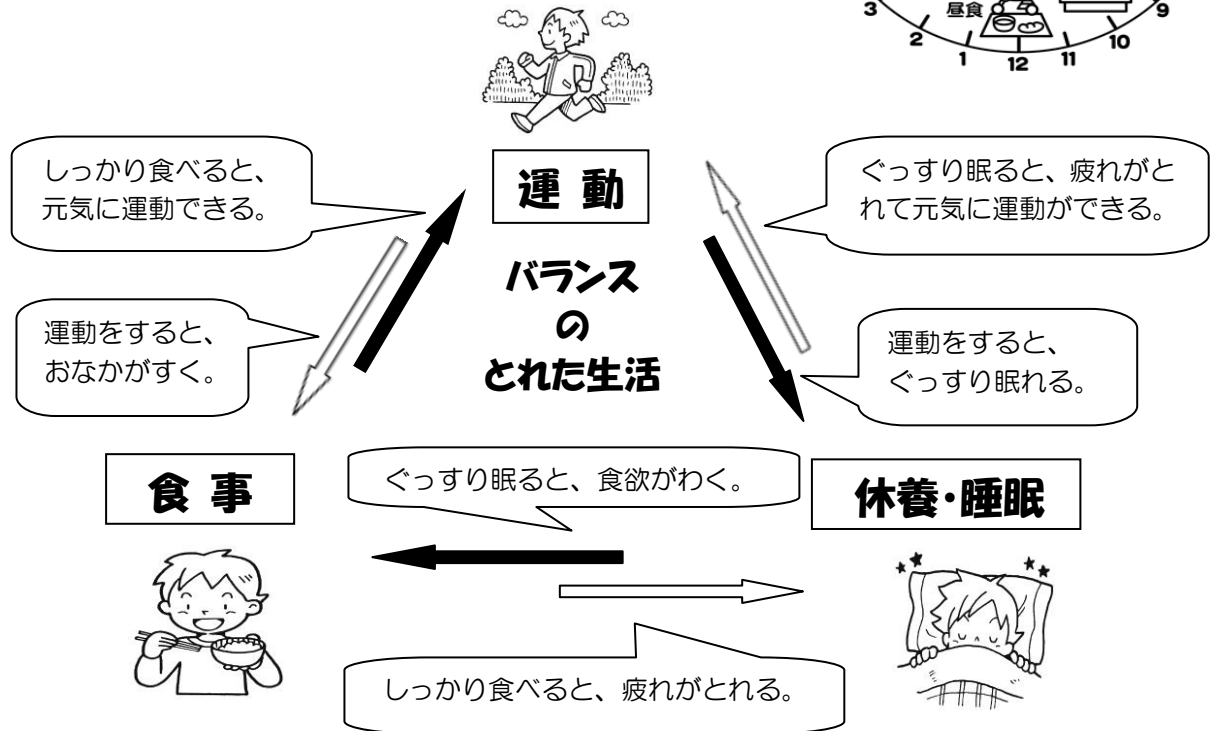 昼食
3
2
1
12
11
10
9
しっかり食べると、
元気に運動できる。
運 動
ぐっすり眠ると、疲れがと
れて元気に運動ができる。
バランス
の
とれた生活
運動をすると、
おなかがすく。
運動をすると、
ぐっすり眠れる。
食 事
ぐっすり眠ると、食欲がわく。
休養・睡眠
しっかり食べると、疲れがとれる。